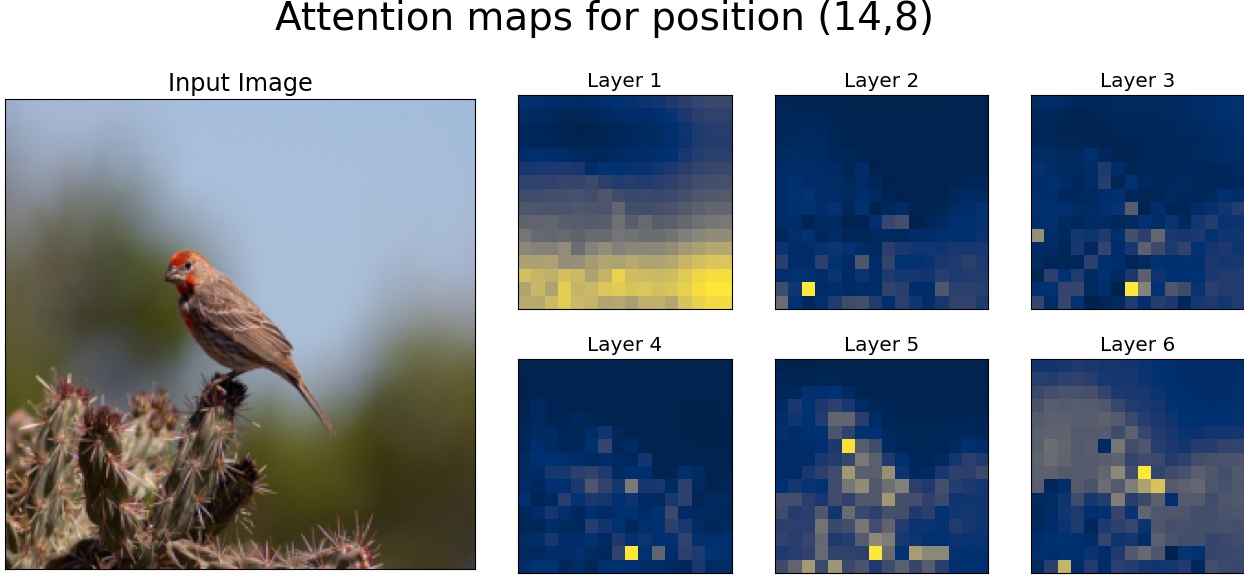 Attention maps for position (14,8)
Input Image
Layer 1
Layer 2
Layer 3
Layer 4
Layer 5
Layer 6